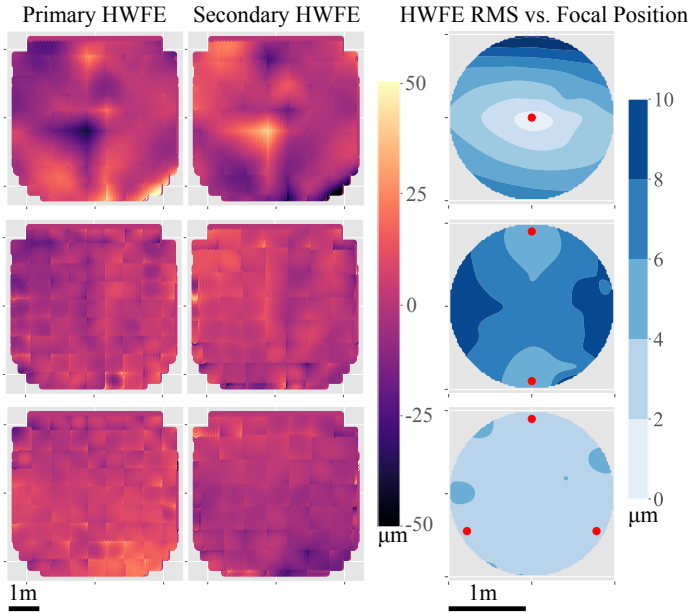 Primary HWFE Secondary HWFE HWFE RMS vs. Focal Position
50
25
0
-25
-50
μm
10
8
6
4
2
0
μm
1m
1m